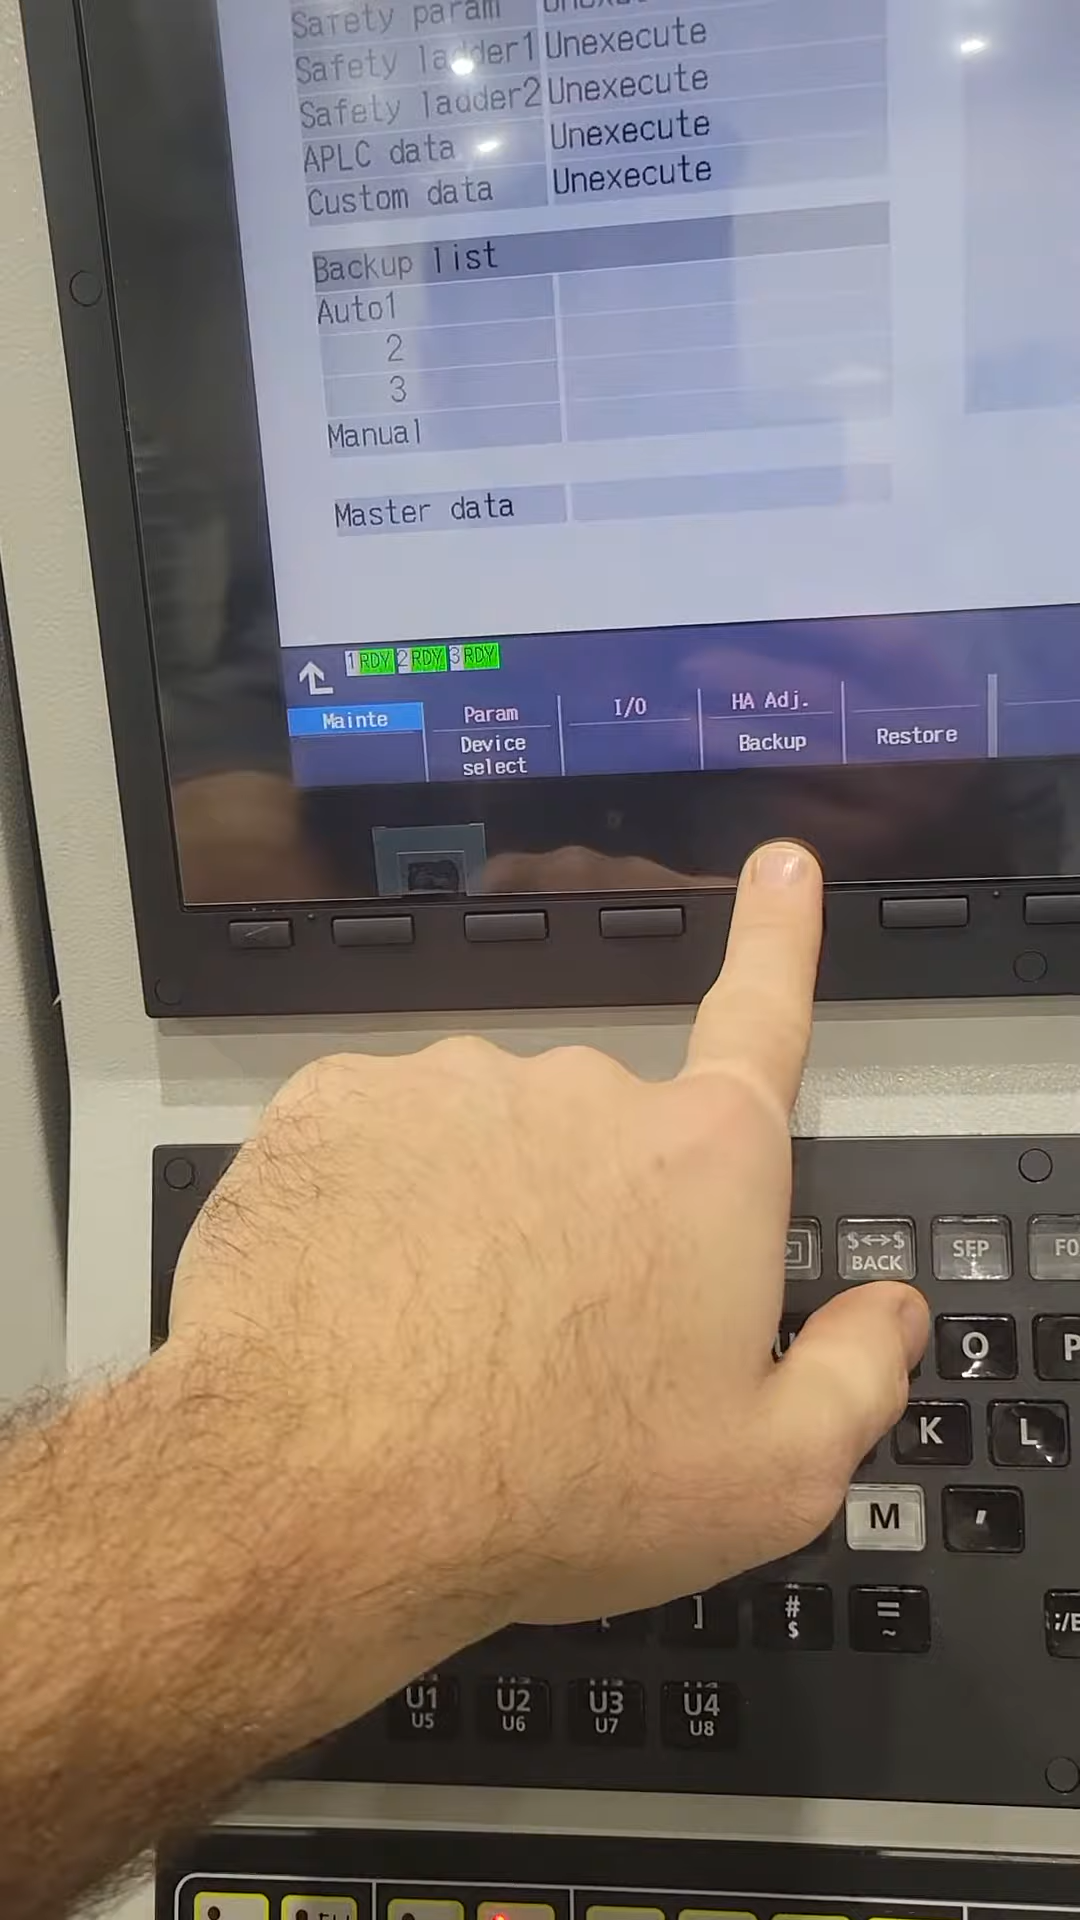 Safety param
Safety ladder1 Unexecute
Safety ladder2 Unexecute
APLC data Unexecute
Custom data Unexecute
Backup list
Auto1
2
3
Manual
Master data
1 RDY 2 RDY 3 RDY
Mainte Param I/O HA Adj.
Device select Backup Restore
<
$↔$ BACK SEP
O P
K L
M ,
] # $ = ~
U1 U5 U2 U6 U3 U7 U4 U8